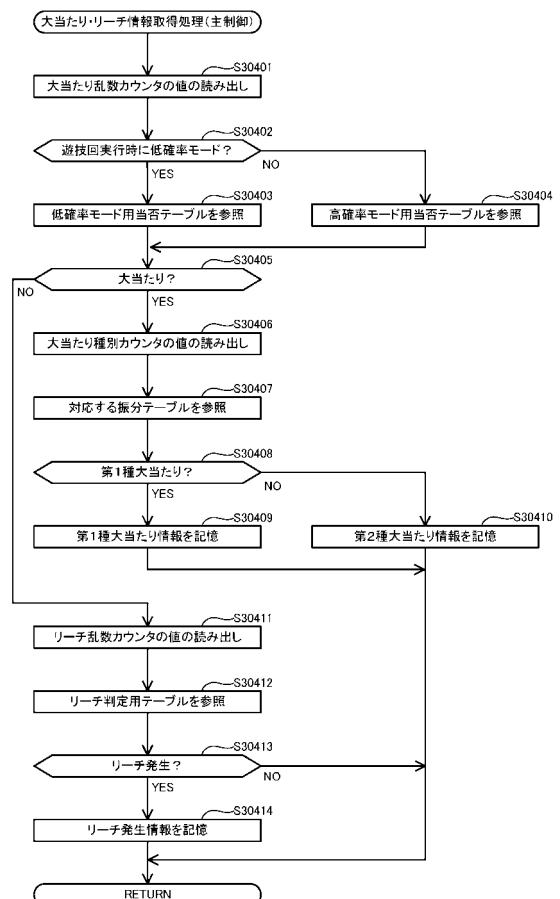 大当たり・リーチ情報取得処理(主制御)
S30401
大当たり乱数カウンタの値の読み出し
S30402
遊技回実行時に低確率モード?
NO
YES
S30403
低確率モード用当否テーブルを参照
S30404
高確率モード用当否テーブルを参照
S30405
大当たり?
NO
YES
S30406
大当たり種別カウンタの値の読み出し
S30407
対応する振分テーブルを参照
S30408
第1種大当たり?
NO
YES
S30409
第1種大当たり情報を記憶
S30410
第2種大当たり情報を記憶
S30411
リーチ乱数カウンタの値の読み出し
S30412
リーチ判定用テーブルを参照
S30413
リーチ発生?
NO
YES
S30414
リーチ発生情報を記憶
RETURN